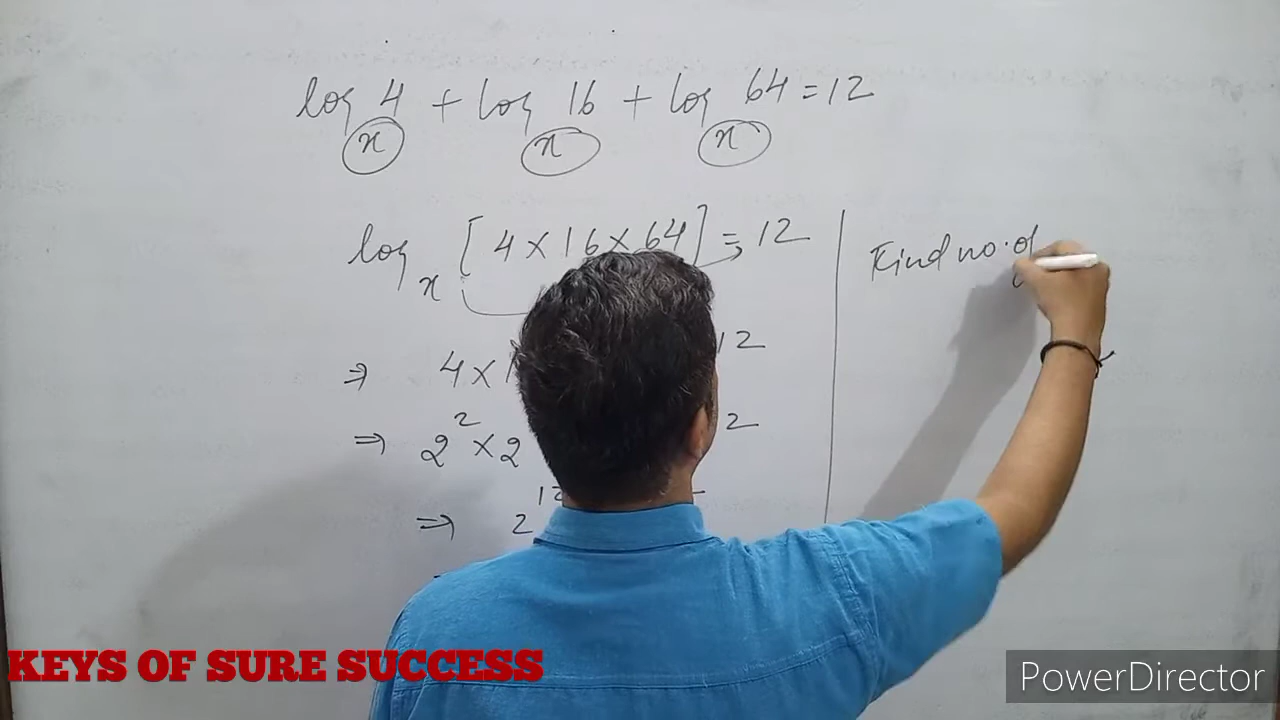 log 4 + log 16 + log 64 = 12
x x x
log [4 × 16 × 64] = 12
x
Find no. of
⇒ 4 × 1 12
⇒ 2² × 2 2
⇒ 2¹²
KEYS OF SURE SUCCESS
PowerDirector